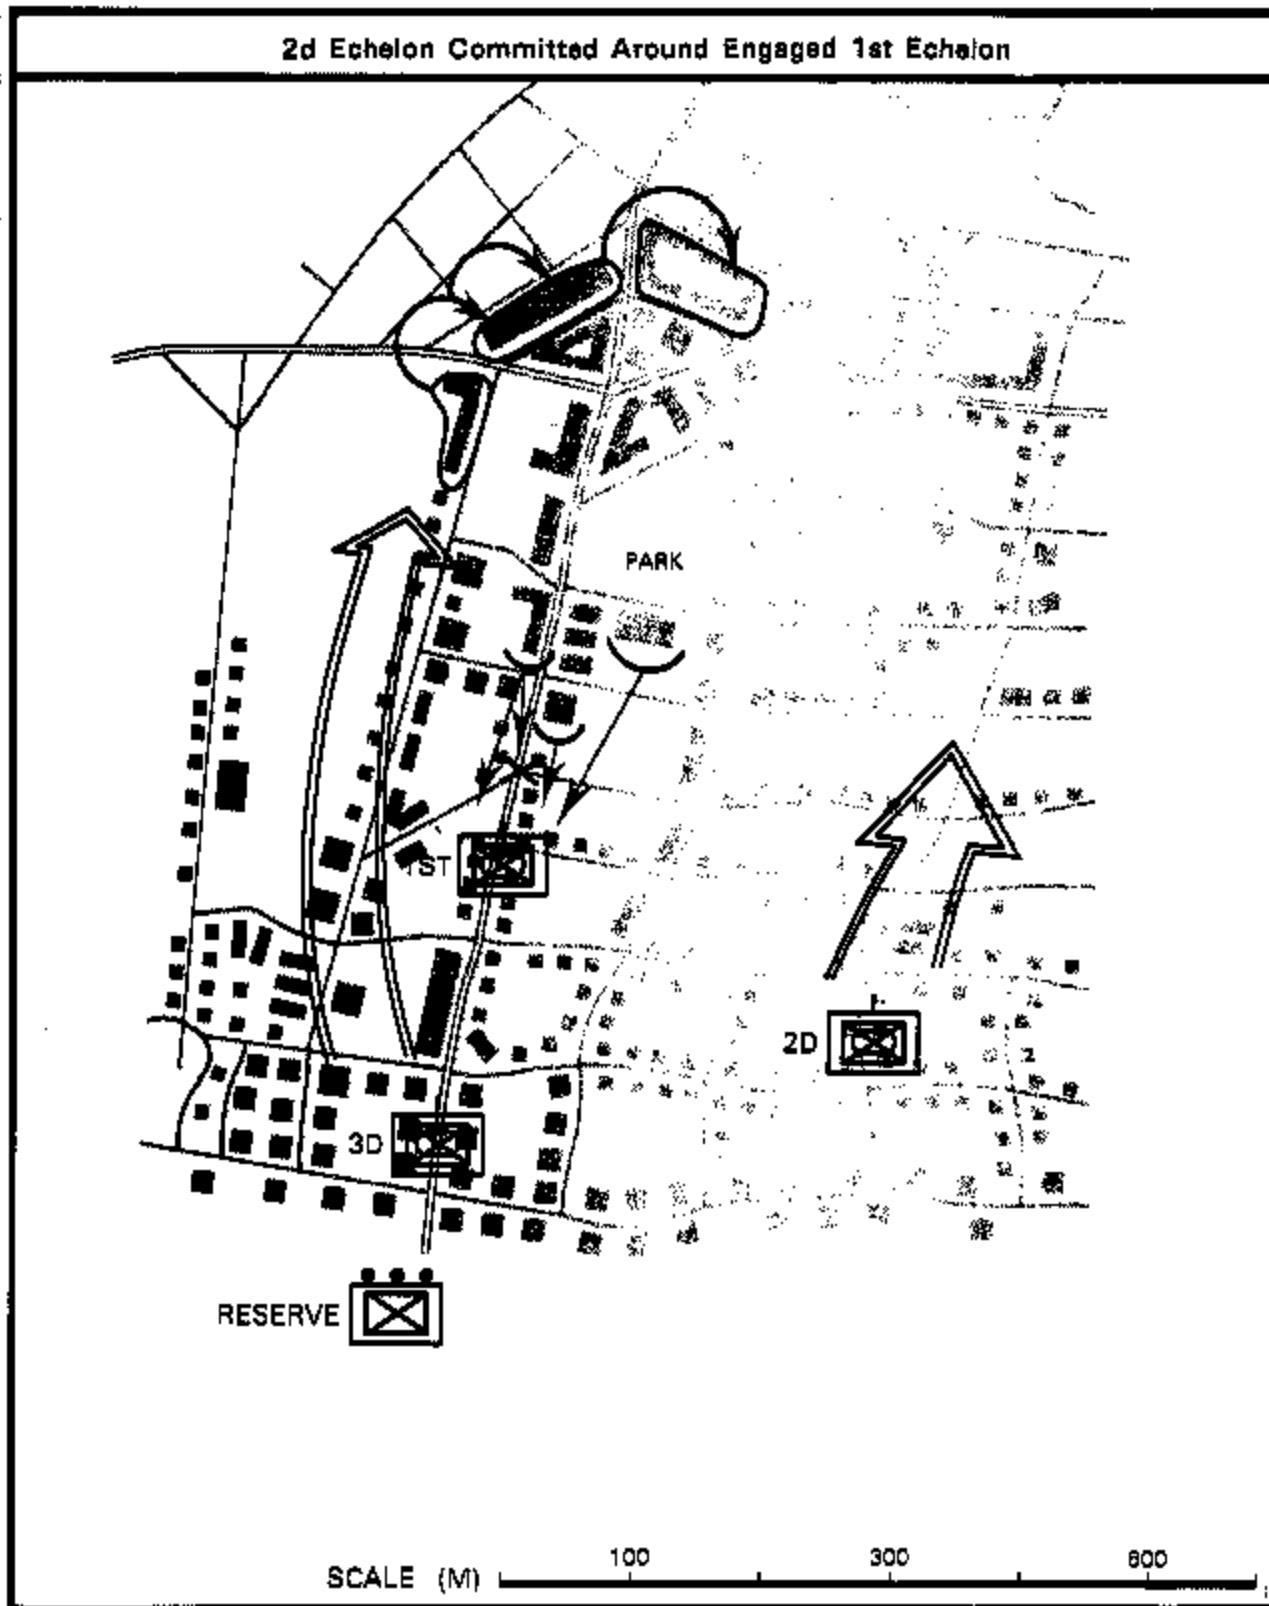 2d Echelon Committed Around Engaged 1st Echelon
PARK
1ST
2D
3D
RESERVE
100 300 600
SCALE (M)